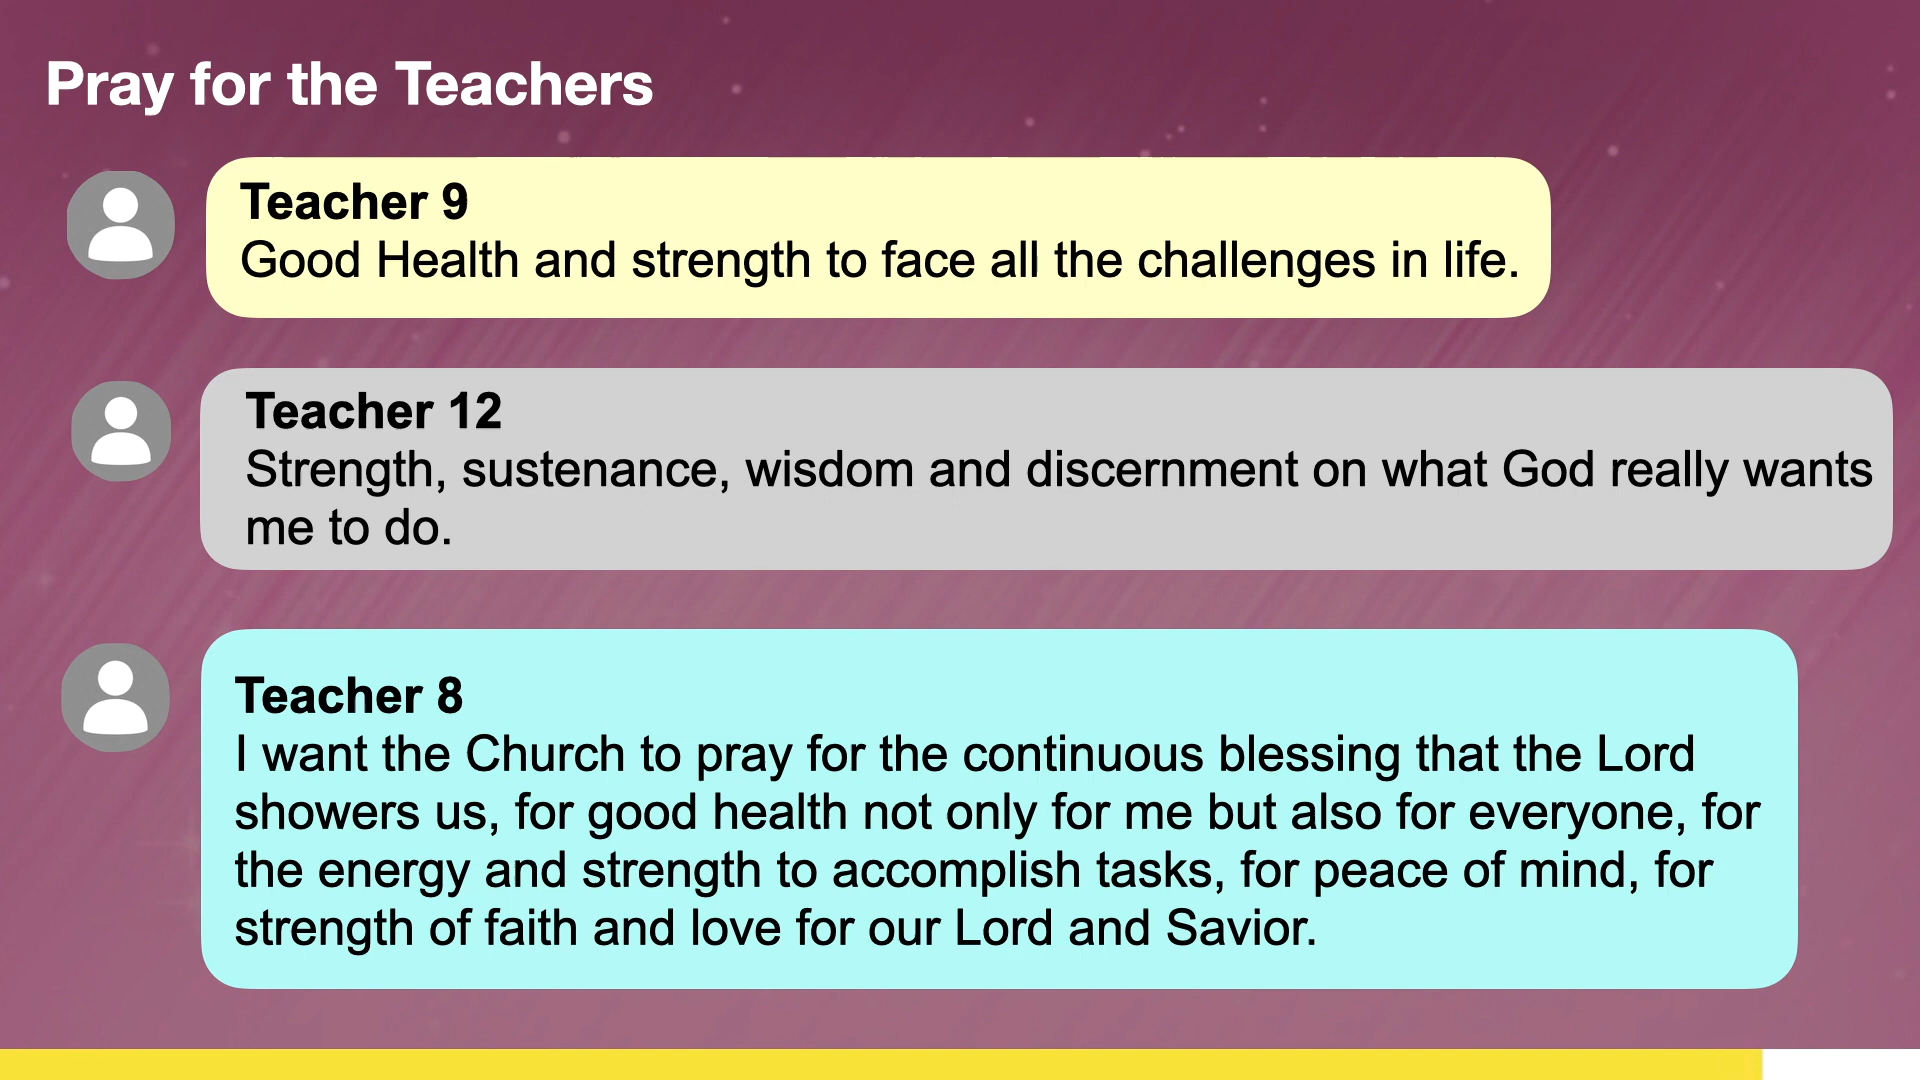 Pray for the Teachers
Teacher 9
Good Health and strength to face all the challenges in life.
Teacher 12
Strength, sustenance, wisdom and discernment on what God really wants
me to do.
Teacher 8
I want the Church to pray for the continuous blessing that the Lord
showers us, for good health not only for me but also for everyone, for
the energy and strength to accomplish tasks, for peace of mind, for
strength of faith and love for our Lord and Savior.